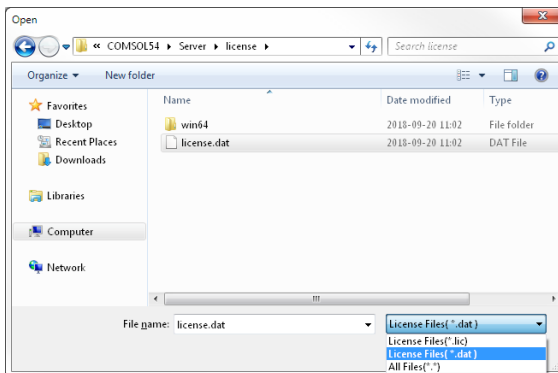 Open
« COMSOL54 ▸ Server ▸ license ▸ Search license
Organize ▾ New folder
Name Date modified Type
Favorites
Desktop
Recent Places
Downloads
Libraries
Computer
Network
win64 2018-09-20 11:02 File folder
license.dat 2018-09-20 11:02 DAT File
File name: license.dat License Files( *.dat )
License Files(*.lic)
License Files( *.dat )
All Files(*.*)